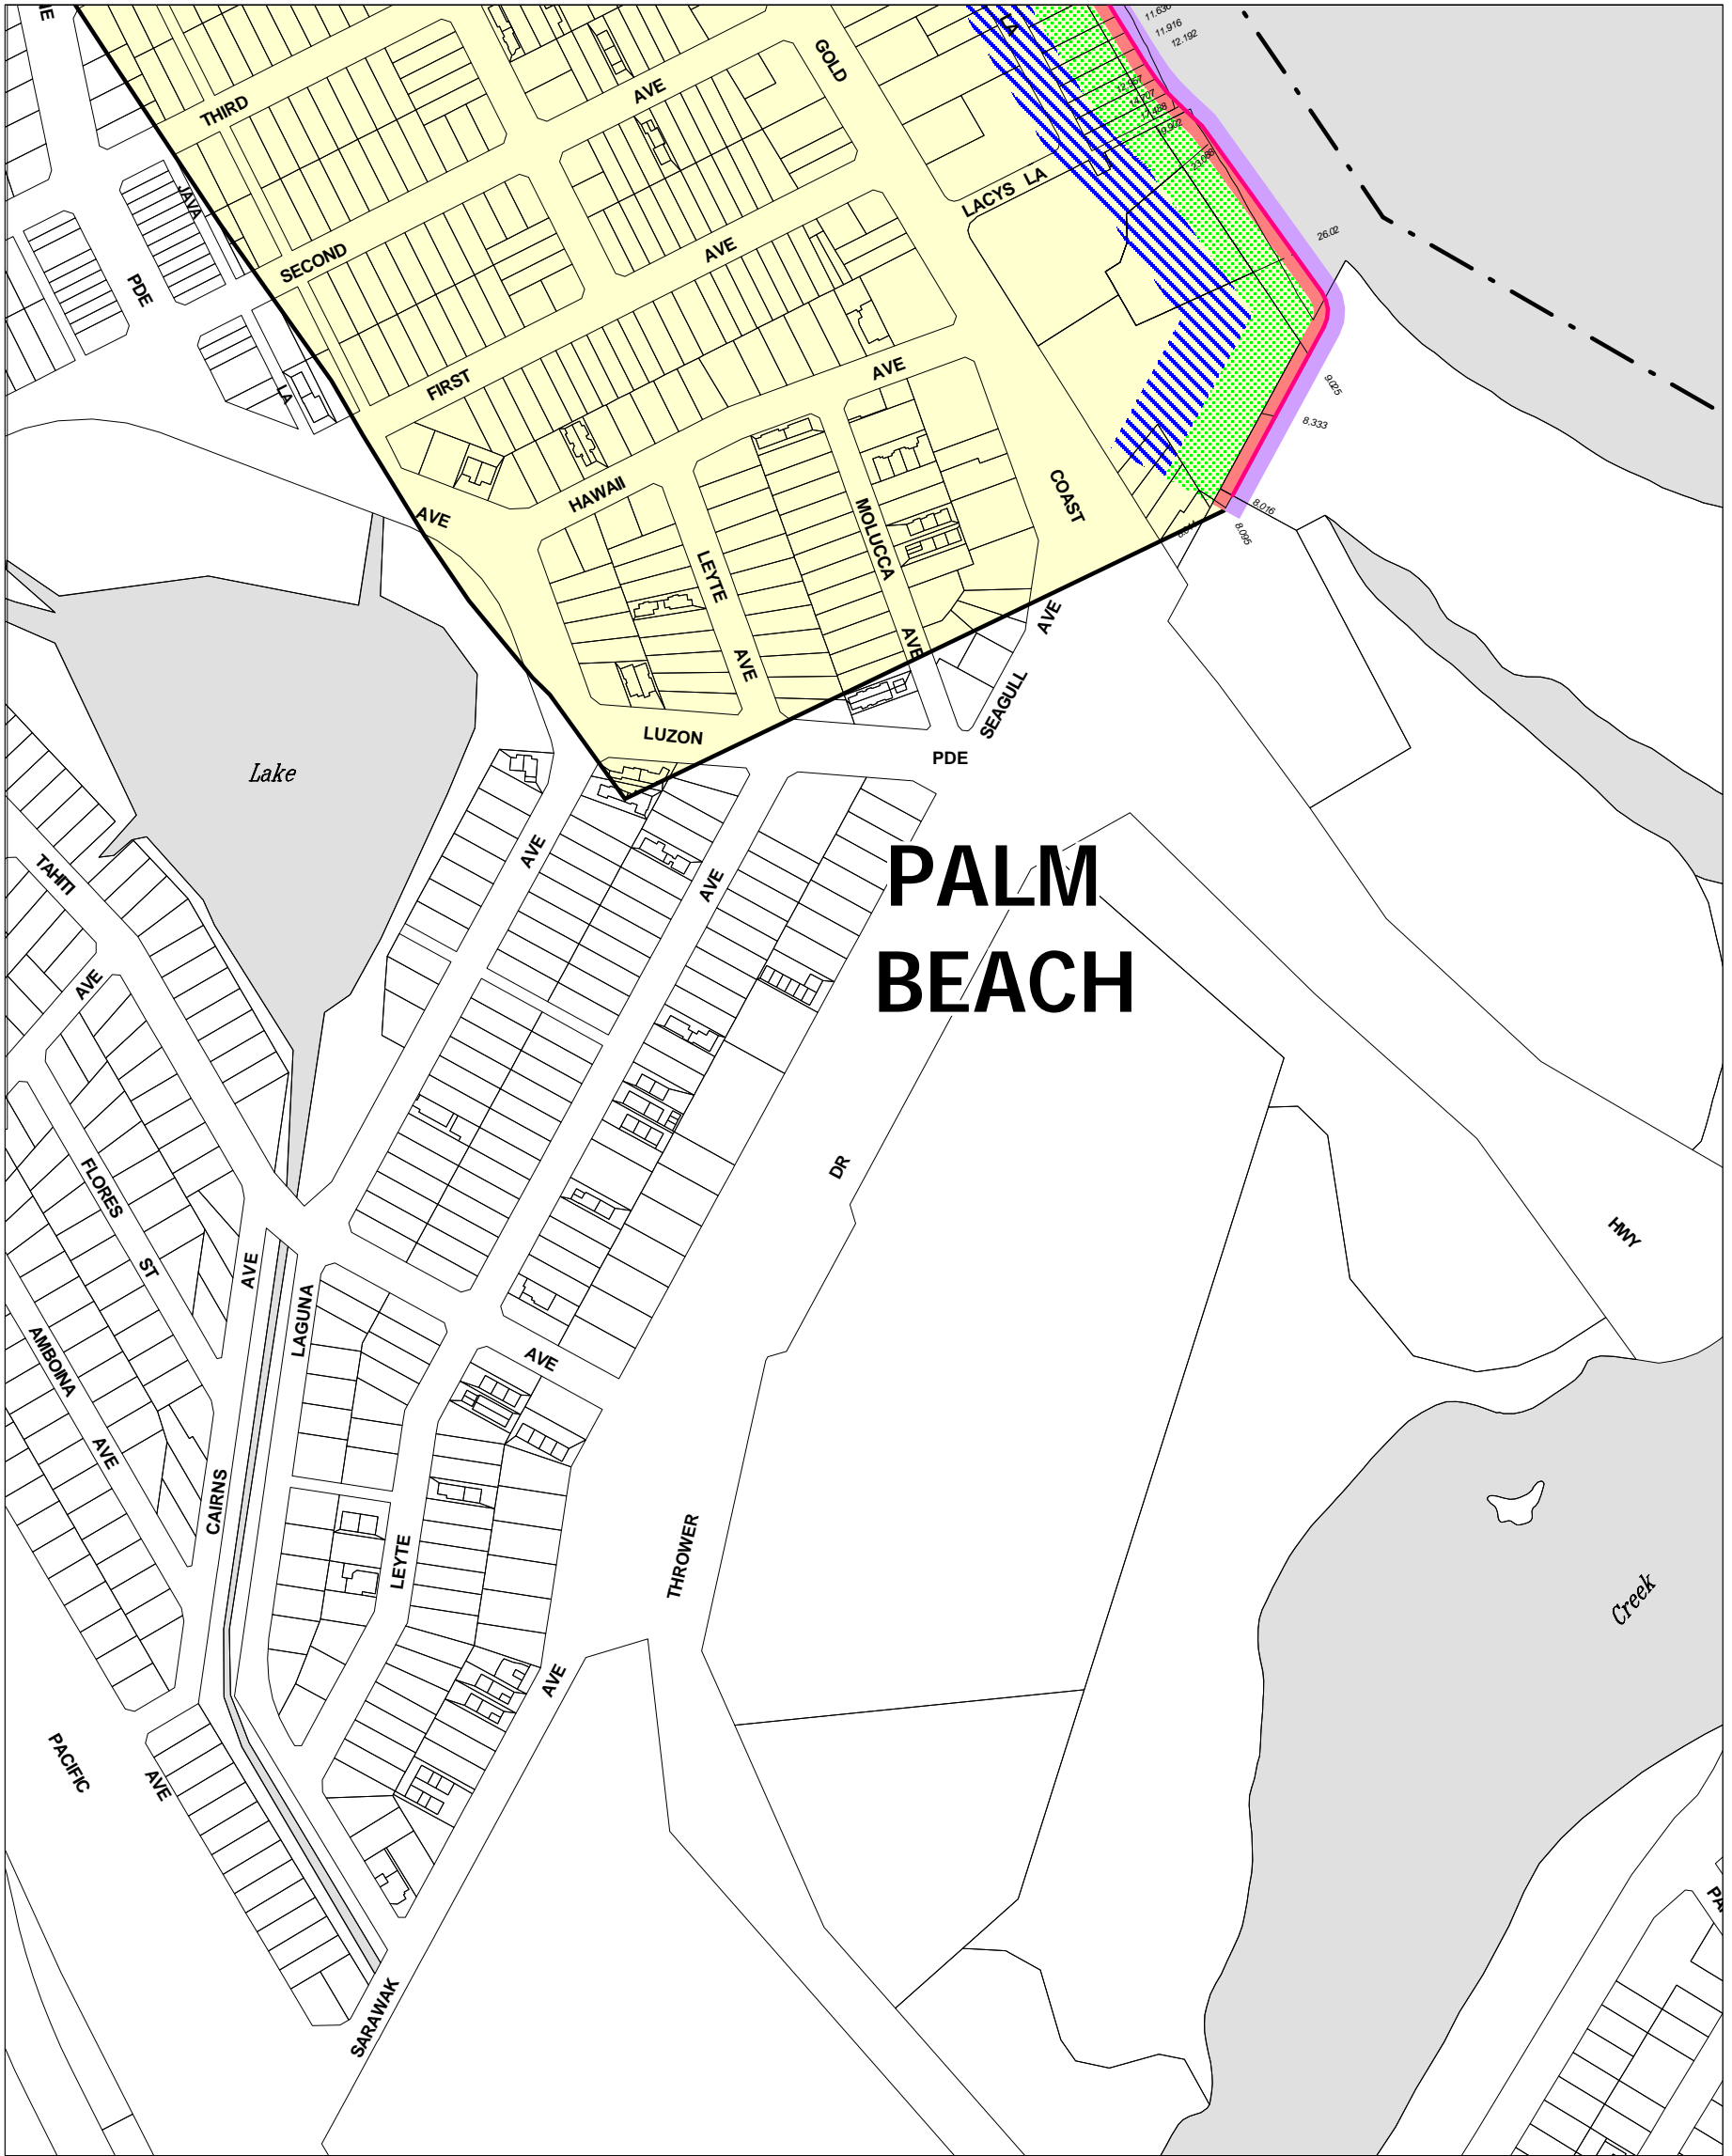 LA
11.916
12.192
GOLD
AVE
THIRD
LACYS LA
JAVA
AVE
SECOND
26.02
PDE
FIRST
AVE
9.025
LA
8.333
HAWAII
COAST
AVE
MOLUCCA
8.016
8.095
LEYTE
AVE
AVE
AVE
SEAGULL
LUZON
PDE
Lake
AVE
TAHITI
AVE
PALM
BEACH
AVE
DR
FLORES
ST
AVE
HWY
LAGUNA
AMBOINA
AVE
AVE
CAIRNS
LEYTE
THROWER
Creek
AVE
PACIFIC
AVE
SARAWAK